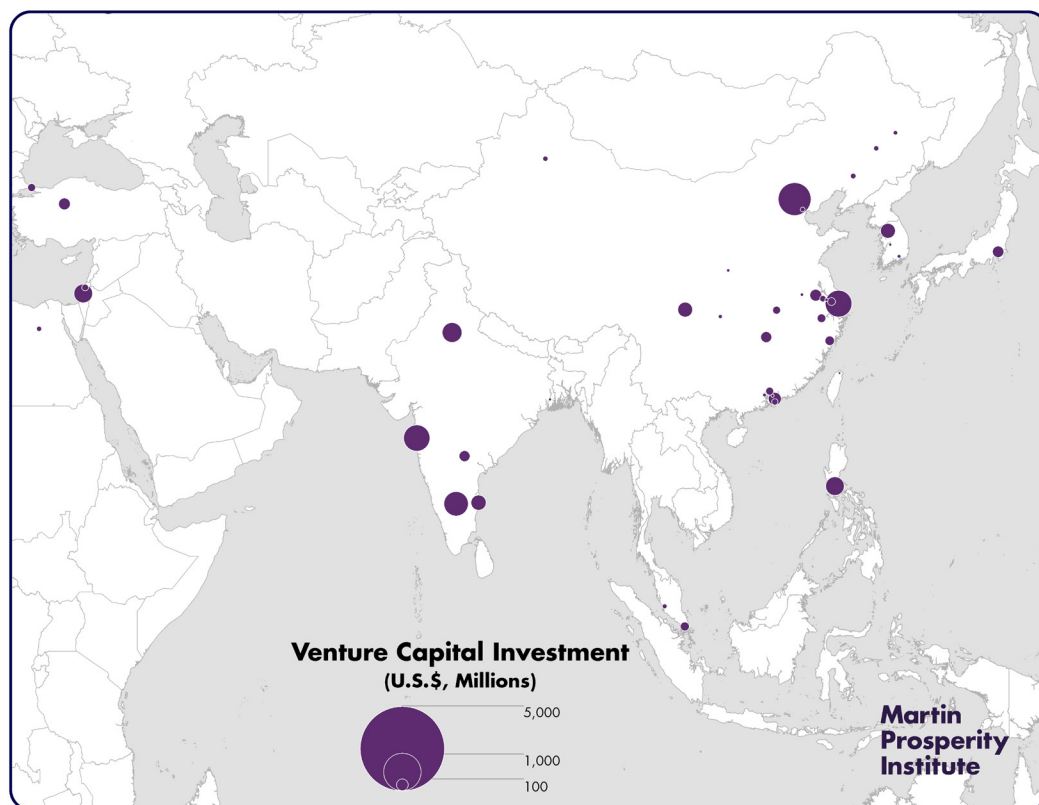 Venture Capital Investment
(U.S.$, Millions)
5,000
1,000
100
Martin
Prosperity
Institute